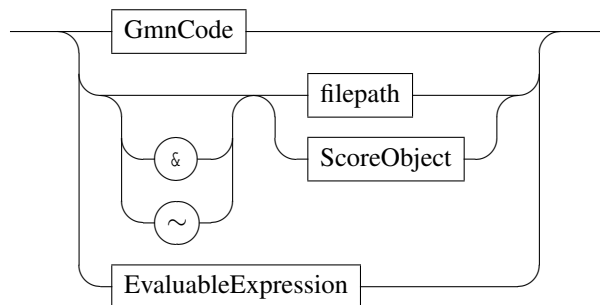 GmnCode
filepath
&
ScoreObject
~
EvaluableExpression